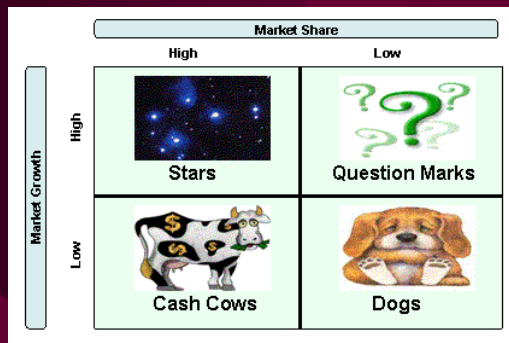 Market Share
High
Low
Market Growth
High
Stars
Question Marks
Low
$ $ $
Cash Cows
Dogs